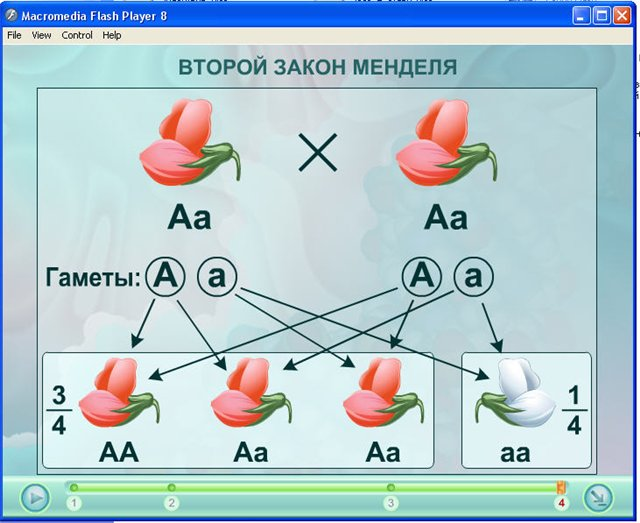 Macromedia Flash Player 8
File View Control Help
ВТОРОЙ ЗАКОН МЕНДЕЛЯ
Aa Aa
Гаметы: A a A a
3/4 AA Aa Aa aa 1/4
1 2 3 4